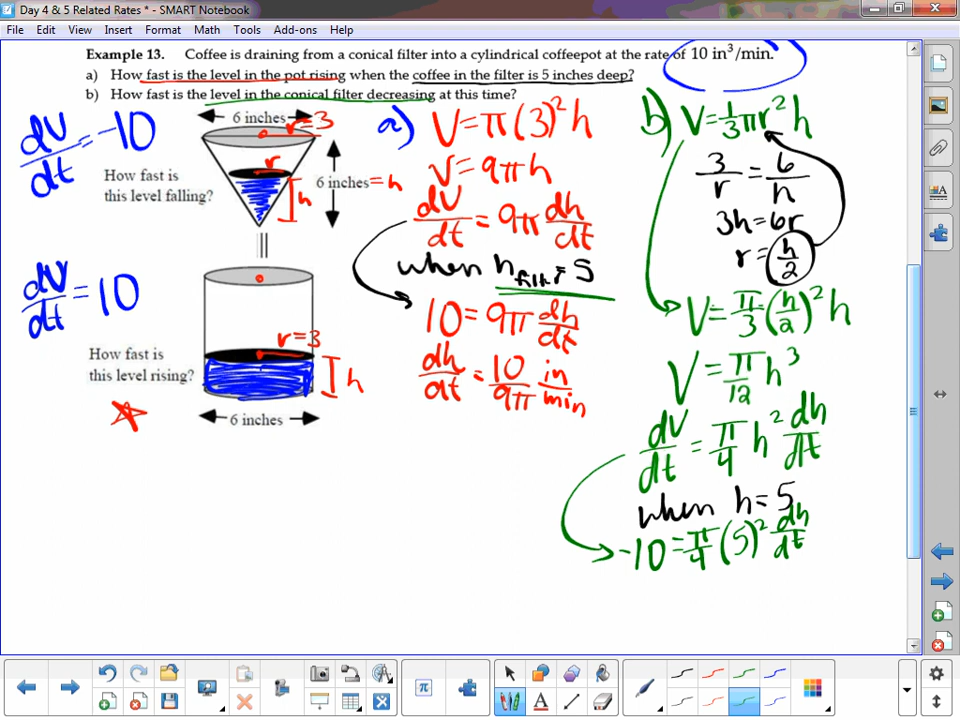 Day 4 & 5 Related Rates * - SMART Notebook
File Edit View Insert Format Math Tools Add-ons Help
Example 13. Coffee is draining from a conical filter into a cylindrical coffeepot at the rate of 10 in³/min.
a) How fast is the level in the pot rising when the coffee in the filter is 5 inches deep?
b) How fast is the level in the conical filter decreasing at this time?
dV/dt = -10
6 inches
r=3
r
h
6 inches = h
How fast is
this level falling?
dV/dt = 10
r=3
h
How fast is
this level rising?
6 inches
a) V = π(3)²h
V = 9πh
dV/dt = 9π dh/dt
when h filter = 5
10 = 9π dh/dt
dh/dt = 10/9π in/min
b) V = 1/3 πr²h
3/r = 6/h
3h = 6r
r = h/2
V = π/3 (h/2)² h
V = π/12 h³
dV/dt = π/4 h² dh/dt
when h = 5
-10 = π/4 (5)² dh/dt